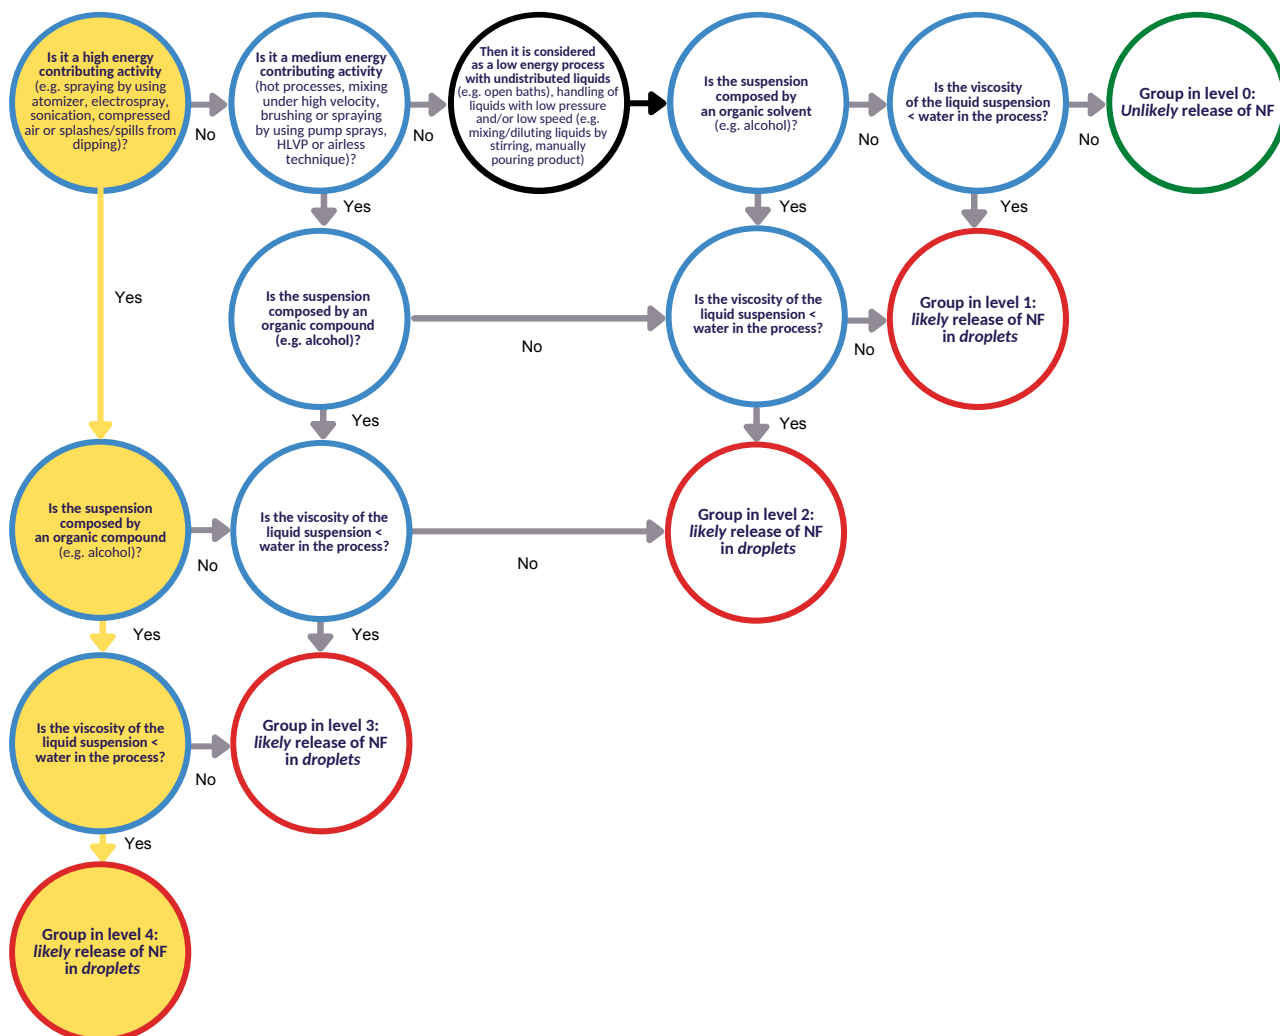 Is it a high energy
contributing activity
(e.g. spraying by using
atomizer, electrospray,
sonication, compressed
air or splashes/spills from
dipping)?
No
Is it a medium energy
contributing activity
(hot processes, mixing
under high velocity,
brushing or spraying
by using pump sprays,
HLVP or airless
technique)?
No
Then it is considered
as a low energy process
with undistributed liquids
(e.g. open baths), handling of
liquids with low pressure
and/or low speed (e.g.
mixing/diluting liquids by
stirring, manually
pouring product)
Is the suspension
composed by
an organic solvent
(e.g. alcohol)?
No
Is the viscosity
of the liquid suspension
< water in the process?
No
Group in level 0:
Unlikely release of NF
Yes
Yes
Yes
Yes
Is the suspension
composed by an
organic compound
(e.g. alcohol)?
No
Is the viscosity of the
liquid suspension <
water in the process?
No
Group in level 1:
likely release of NF
in droplets
Yes
Yes
Is the suspension
composed by
an organic compound
(e.g. alcohol)?
No
Is the viscosity of the
liquid suspension <
water in the process?
No
Group in level 2:
likely release of NF
in droplets
Yes
Yes
Is the viscosity of the
liquid suspension <
water in the process?
No
Group in level 3:
likely release of NF
in droplets
Yes
Group in level 4:
likely release of NF
in droplets